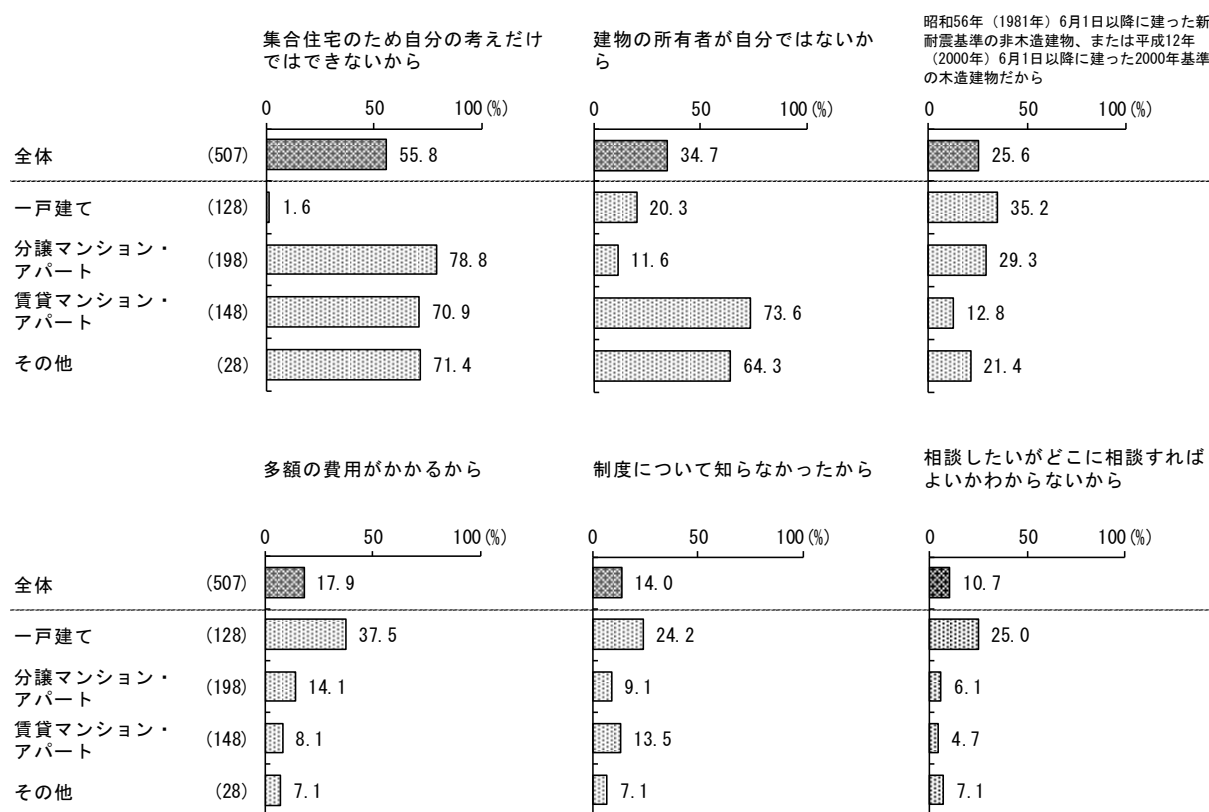 集合住宅のため自分の考えだけ
ではできないから
建物の所有者が自分ではないか
ら
昭和56年（1981年）6月1日以降に建った新
耐震基準の非木造建物、または平成12年
（2000年）6月1日以降に建った2000年基準
の木造建物だから
0 50 100(%) 0 50 100(%) 0 50 100(%)
全体 (507) 55.8 34.7 25.6
一戸建て (128) 1.6 20.3 35.2
分譲マンション・
アパート (198) 78.8 11.6 29.3
賃貸マンション・
アパート (148) 70.9 73.6 12.8
その他 (28) 71.4 64.3 21.4
多額の費用がかかるから
制度について知らなかったから
相談したいがどこに相談すれば
よいかわからないから
0 50 100(%) 0 50 100(%) 0 50 100(%)
全体 (507) 17.9 14.0 10.7
一戸建て (128) 37.5 24.2 25.0
分譲マンション・
アパート (198) 14.1 9.1 6.1
賃貸マンション・
アパート (148) 8.1 13.5 4.7
その他 (28) 7.1 7.1 7.1